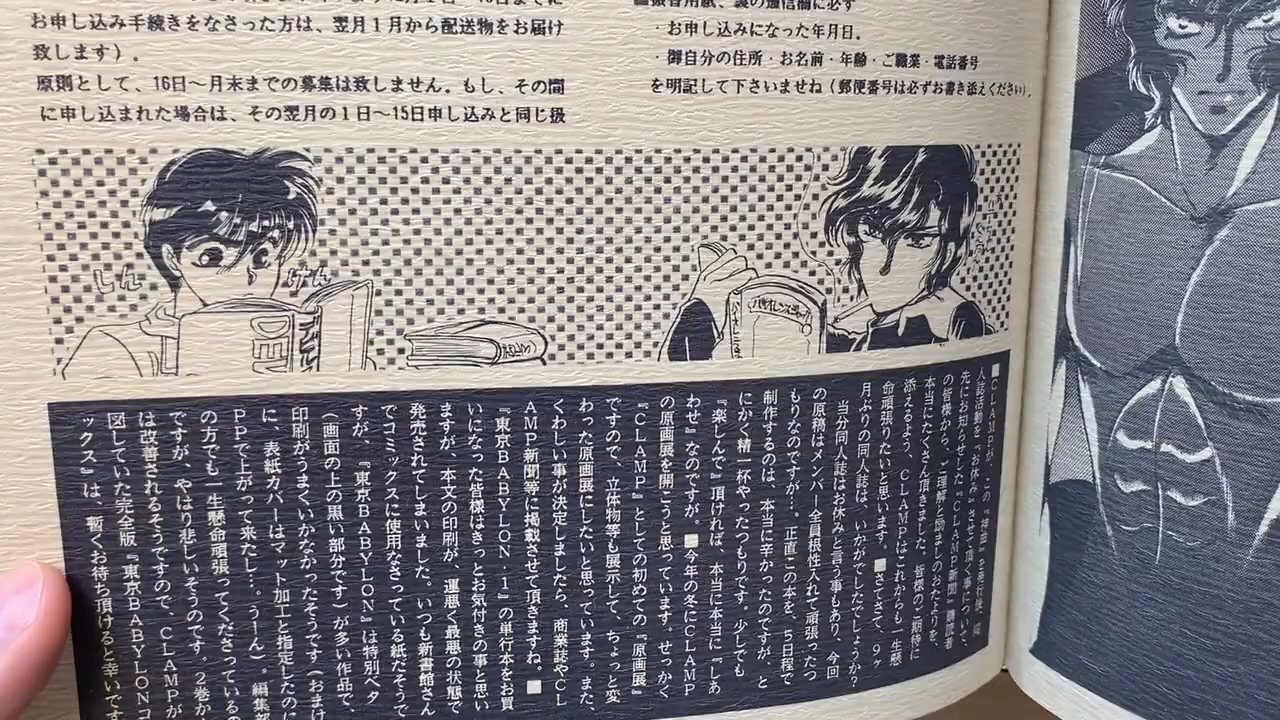 お申し込み手続きをなさった方は、翌月1月から配送物をお届け
致します）。
原則として、16日～月末までの募集は致しません。もし、その間
に申し込まれた場合は、その翌月の1日～15日申し込みと同じ扱
・お申し込みになった年月日。
・御自分の住所・お名前・年齢・ご職業・電話番号
を明記して下さいませね（郵便番号は必ずお書き添えください）。
しん
けん
■CLAMPが、この『神曲』を発行後、同
人誌活動を“お休み”させて頂く事について、
先にお知らせした『CLAMP新聞』購読者
の皆様から、ご理解と励ましのおたよりを、
本当にたくさん頂きました。皆様のご期待に
添えるよう、CLAMPはこれからも一生懸
命頑張りたいと思います。■さてさて、9ヶ
月ぶりの同人誌は、いかがでしたでしょうか?
当分同人誌はお休みと言う事もあり、今回
の原稿はメンバー全員根性入れて頑張ったつ
もりなのですが…。正直この本を、5日程で
制作するのは、本当に辛かったのですが、と
にかく精一杯やったつもりです。少しでも
『楽しんで』頂ければ、本当に本当に『しあ
わせ』なのですが。■今年の冬にCLAMP
の原画展を開こうと思っています。せっかく
『CLAMP』としての初めての『原画展』
ですので、立体物等も展示して、ちょっと変
わった原画展にしたいと思っています。また、
くわしい事が決定しましたら、商業誌やCL
AMP新聞等に掲載させて頂きますね。■
『東京BABYLON・1』の単行本をお買
いになった皆様はきっとお気付きの事と思い
ますが、本文の印刷が、運悪く最悪の状態で
発売されてしまいました。いつも新書館さん
でコミックスに使用なさっている紙だそうで
すが、『東京BABYLON』は特別ベタ
（画面の上の黒い部分です）が多い作品で、
印刷がうまくいかなかったそうです（おまけ
に、表紙カバーはマット加工と指定したのに
PPで上がって来たし…。うーん）。編集部
の方でも一生懸命頑張ってくださっているの
ですが、やはり悲しいそうのです。2巻か
は改善されるそうですので、CLAMPが
図していた完全版『東京BABYLONコ
ックス』は、暫くお待ち頂けると幸いです